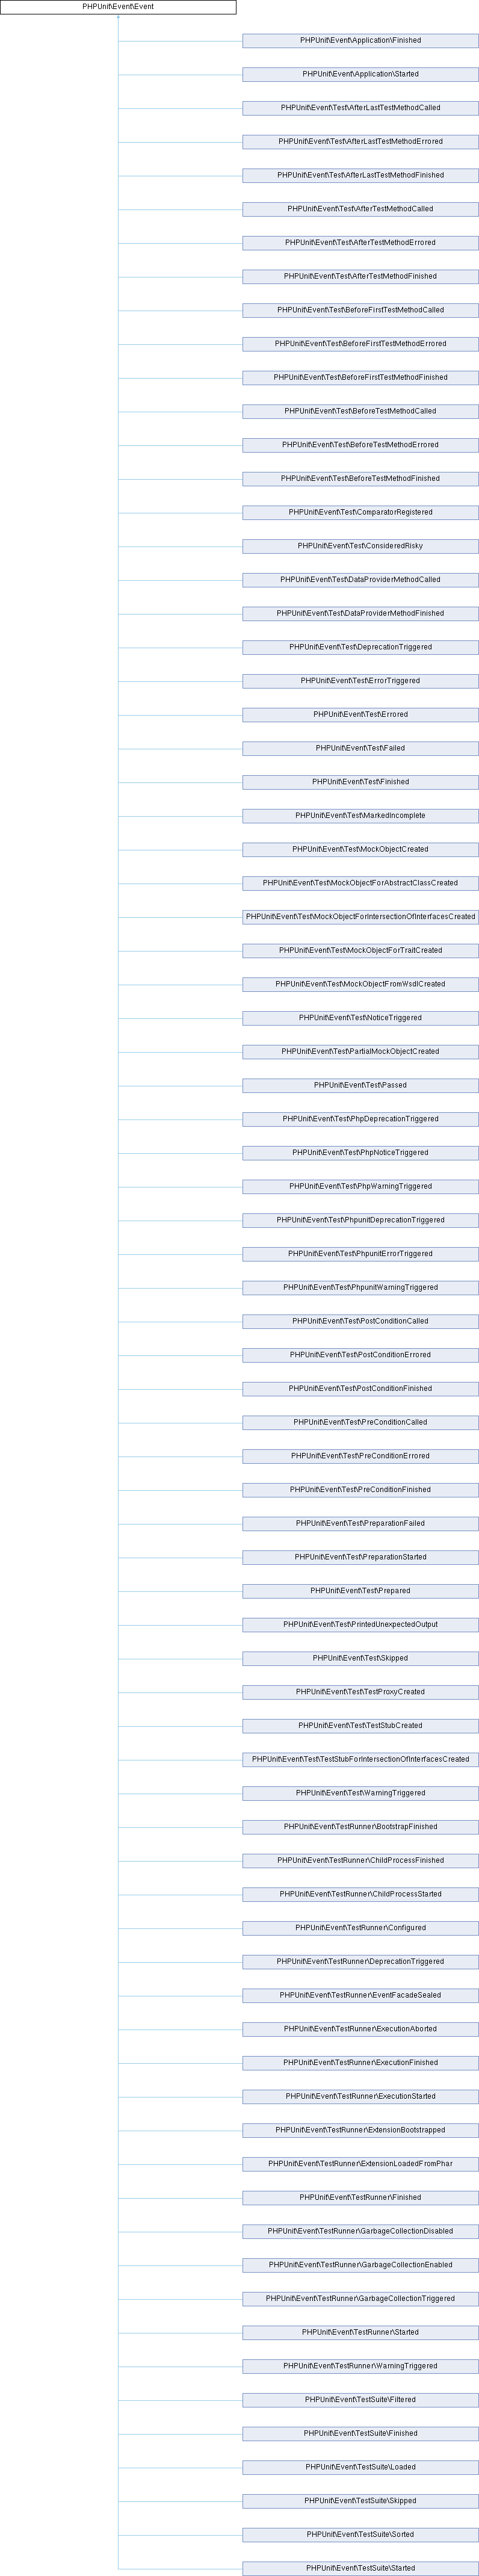 PHPUnit\Event\Event
PHPUnit\Event\Application\Finished
PHPUnit\Event\Application\Started
PHPUnit\Event\Test\AfterLastTestMethodCalled
PHPUnit\Event\Test\AfterLastTestMethodErrored
PHPUnit\Event\Test\AfterLastTestMethodFinished
PHPUnit\Event\Test\AfterTestMethodCalled
PHPUnit\Event\Test\AfterTestMethodErrored
PHPUnit\Event\Test\AfterTestMethodFinished
PHPUnit\Event\Test\BeforeFirstTestMethodCalled
PHPUnit\Event\Test\BeforeFirstTestMethodErrored
PHPUnit\Event\Test\BeforeFirstTestMethodFinished
PHPUnit\Event\Test\BeforeTestMethodCalled
PHPUnit\Event\Test\BeforeTestMethodErrored
PHPUnit\Event\Test\BeforeTestMethodFinished
PHPUnit\Event\Test\ComparatorRegistered
PHPUnit\Event\Test\ConsideredRisky
PHPUnit\Event\Test\DataProviderMethodCalled
PHPUnit\Event\Test\DataProviderMethodFinished
PHPUnit\Event\Test\DeprecationTriggered
PHPUnit\Event\Test\ErrorTriggered
PHPUnit\Event\Test\Errored
PHPUnit\Event\Test\Failed
PHPUnit\Event\Test\Finished
PHPUnit\Event\Test\MarkedIncomplete
PHPUnit\Event\Test\MockObjectCreated
PHPUnit\Event\Test\MockObjectForAbstractClassCreated
PHPUnit\Event\Test\MockObjectForIntersectionOfInterfacesCreated
PHPUnit\Event\Test\MockObjectForTraitCreated
PHPUnit\Event\Test\MockObjectFromWsdlCreated
PHPUnit\Event\Test\NoticeTriggered
PHPUnit\Event\Test\PartialMockObjectCreated
PHPUnit\Event\Test\Passed
PHPUnit\Event\Test\PhpDeprecationTriggered
PHPUnit\Event\Test\PhpNoticeTriggered
PHPUnit\Event\Test\PhpWarningTriggered
PHPUnit\Event\Test\PhpunitDeprecationTriggered
PHPUnit\Event\Test\PhpunitErrorTriggered
PHPUnit\Event\Test\PhpunitWarningTriggered
PHPUnit\Event\Test\PostConditionCalled
PHPUnit\Event\Test\PostConditionErrored
PHPUnit\Event\Test\PostConditionFinished
PHPUnit\Event\Test\PreConditionCalled
PHPUnit\Event\Test\PreConditionErrored
PHPUnit\Event\Test\PreConditionFinished
PHPUnit\Event\Test\PreparationFailed
PHPUnit\Event\Test\PreparationStarted
PHPUnit\Event\Test\Prepared
PHPUnit\Event\Test\PrintedUnexpectedOutput
PHPUnit\Event\Test\Skipped
PHPUnit\Event\Test\TestProxyCreated
PHPUnit\Event\Test\TestStubCreated
PHPUnit\Event\Test\TestStubForIntersectionOfInterfacesCreated
PHPUnit\Event\Test\WarningTriggered
PHPUnit\Event\TestRunner\BootstrapFinished
PHPUnit\Event\TestRunner\ChildProcessFinished
PHPUnit\Event\TestRunner\ChildProcessStarted
PHPUnit\Event\TestRunner\Configured
PHPUnit\Event\TestRunner\DeprecationTriggered
PHPUnit\Event\TestRunner\EventFacadeSealed
PHPUnit\Event\TestRunner\ExecutionAborted
PHPUnit\Event\TestRunner\ExecutionFinished
PHPUnit\Event\TestRunner\ExecutionStarted
PHPUnit\Event\TestRunner\ExtensionBootstrapped
PHPUnit\Event\TestRunner\ExtensionLoadedFromPhar
PHPUnit\Event\TestRunner\Finished
PHPUnit\Event\TestRunner\GarbageCollectionDisabled
PHPUnit\Event\TestRunner\GarbageCollectionEnabled
PHPUnit\Event\TestRunner\GarbageCollectionTriggered
PHPUnit\Event\TestRunner\Started
PHPUnit\Event\TestRunner\WarningTriggered
PHPUnit\Event\TestSuite\Filtered
PHPUnit\Event\TestSuite\Finished
PHPUnit\Event\TestSuite\Loaded
PHPUnit\Event\TestSuite\Skipped
PHPUnit\Event\TestSuite\Sorted
PHPUnit\Event\TestSuite\Started